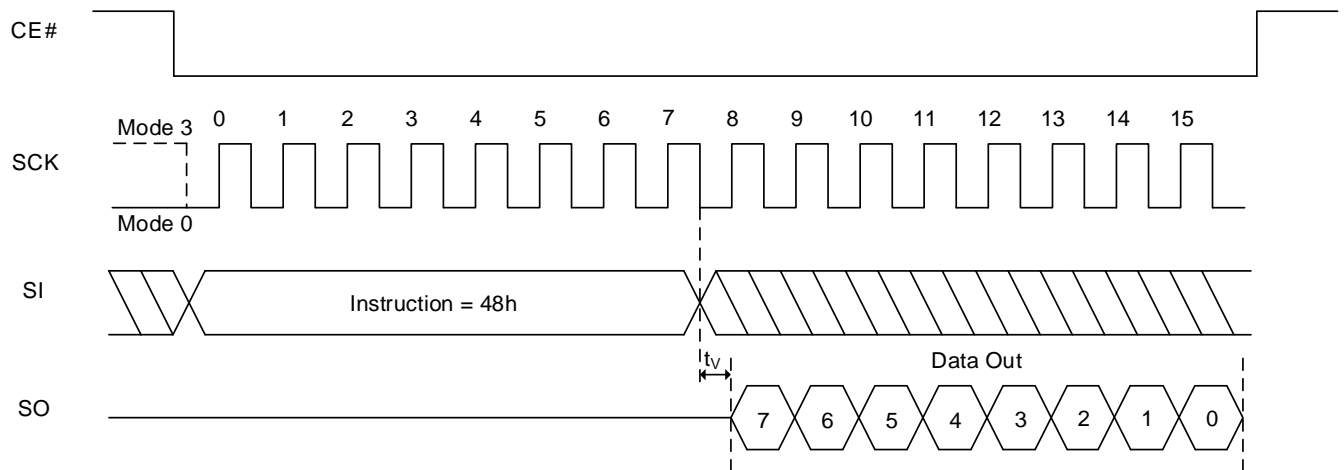 CE#
0 1 2 3 4 5 6 7 8 9 10 11 12 13 14 15
Mode 3
SCK
Mode 0
SI
Instruction = 48h
tV
Data Out
SO
7 6 5 4 3 2 1 0